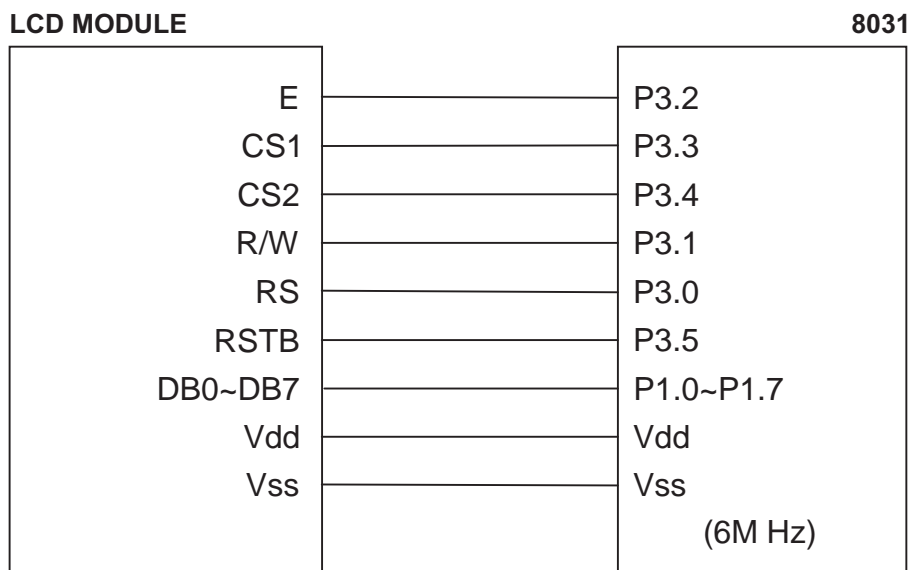 LCD MODULE 8031
E P3.2
CS1 P3.3
CS2 P3.4
R/W P3.1
RS P3.0
RSTB P3.5
DB0~DB7 P1.0~P1.7
Vdd Vdd
Vss Vss
(6M Hz)